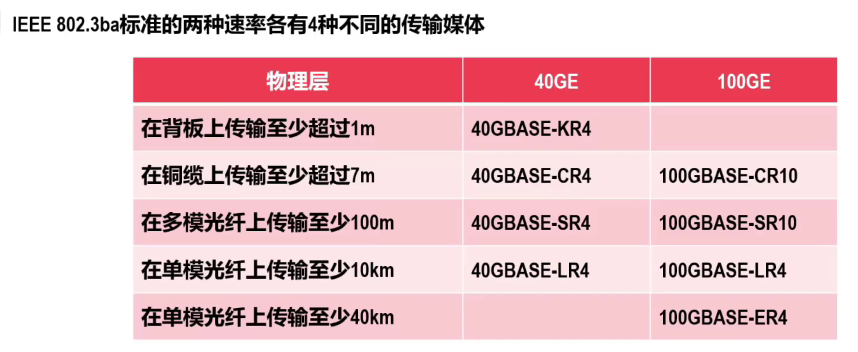 IEEE 802.3ba标准的两种速率各有4种不同的传输媒体
物理层 40GE 100GE
在背板上传输至少超过1m 40GBASE-KR4
在铜缆上传输至少超过7m 40GBASE-CR4 100GBASE-CR10
在多模光纤上传输至少100m 40GBASE-SR4 100GBASE-SR10
在单模光纤上传输至少10km 40GBASE-LR4 100GBASE-LR4
在单模光纤上传输至少40km 100GBASE-ER4